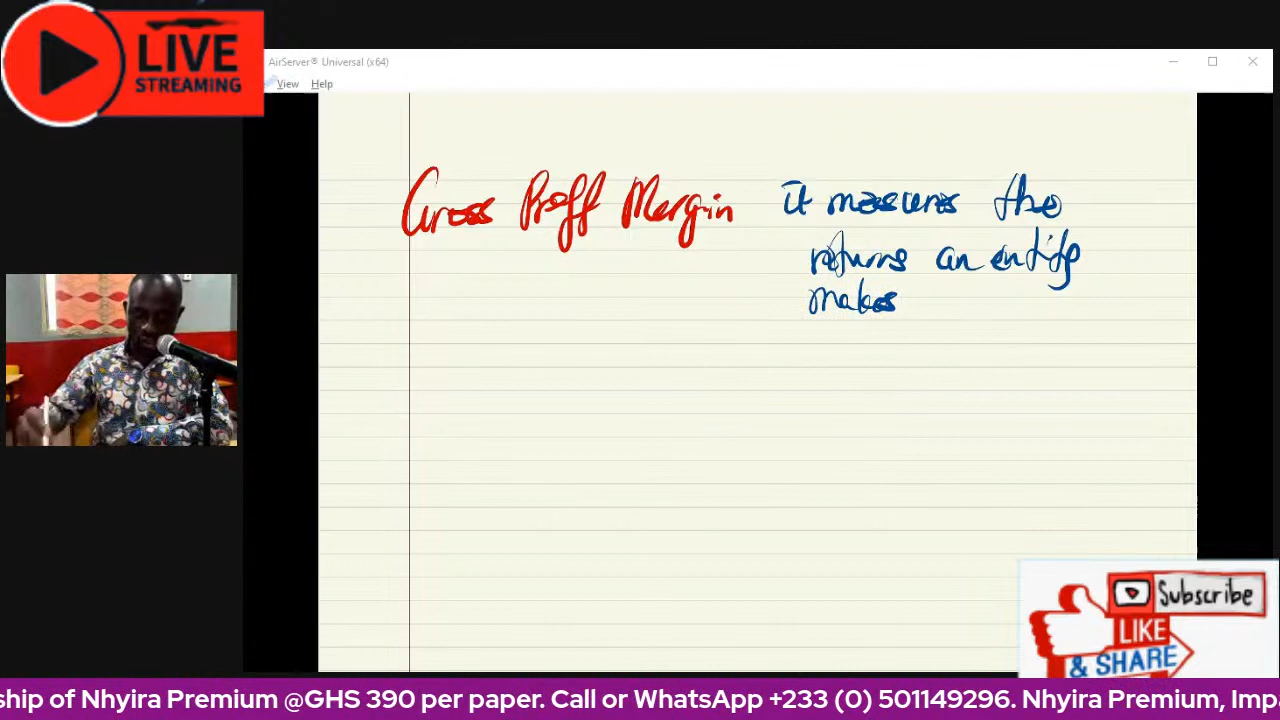 LIVE
STREAMING
AirServer® Universal (x64)
View Help
Gross Proff Margin it measures the
returns an entity
makes
Subscribe
LIKE
& SHARE
ship of Nhyira Premium @GHS 390 per paper. Call or WhatsApp +233 (0) 501149296. Nhyira Premium, Imp